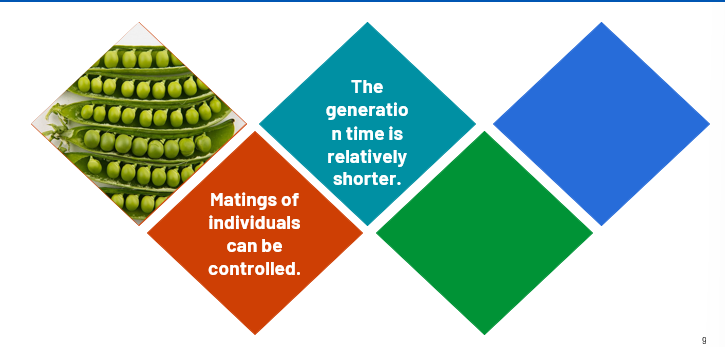 Matings of
individuals
can be
controlled.
The
generatio
n time is
relatively
shorter.
9